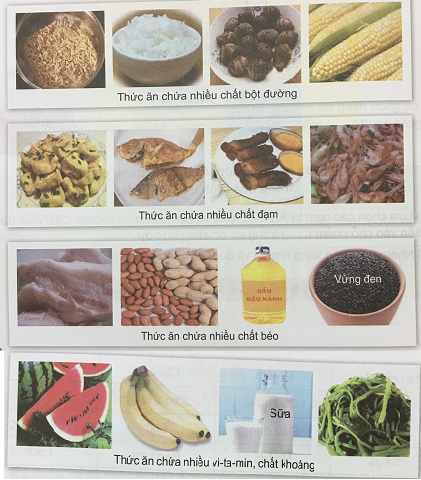 Thức ăn chứa nhiều chất bột đường
Thức ăn chứa nhiều chất đạm
DẦU
ĐẬU NÀNH
Vừng đen
Thức ăn chứa nhiều chất béo
Sữa
Thức ăn chứa nhiều vi-ta-min, chất khoáng